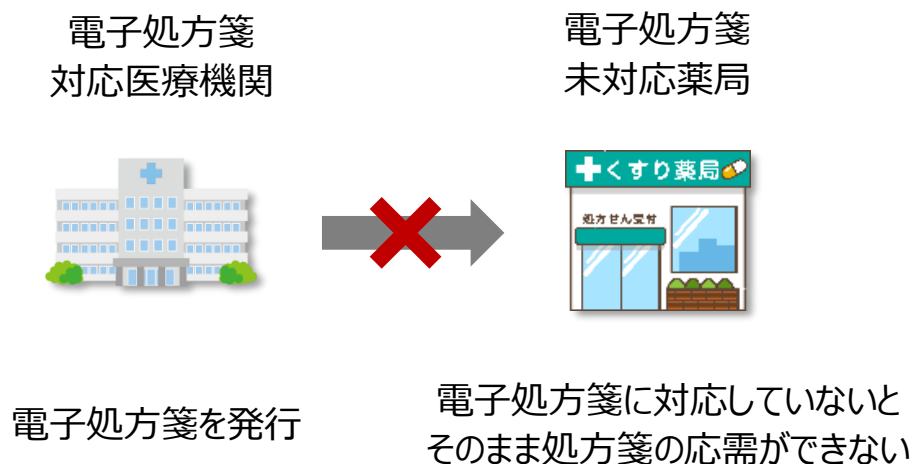 電子処方箋
対応医療機関
電子処方箋
未対応薬局
くすり薬局
処方せん受付
電子処方箋を発行
電子処方箋に対応していないと
そのまま処方箋の応需ができない